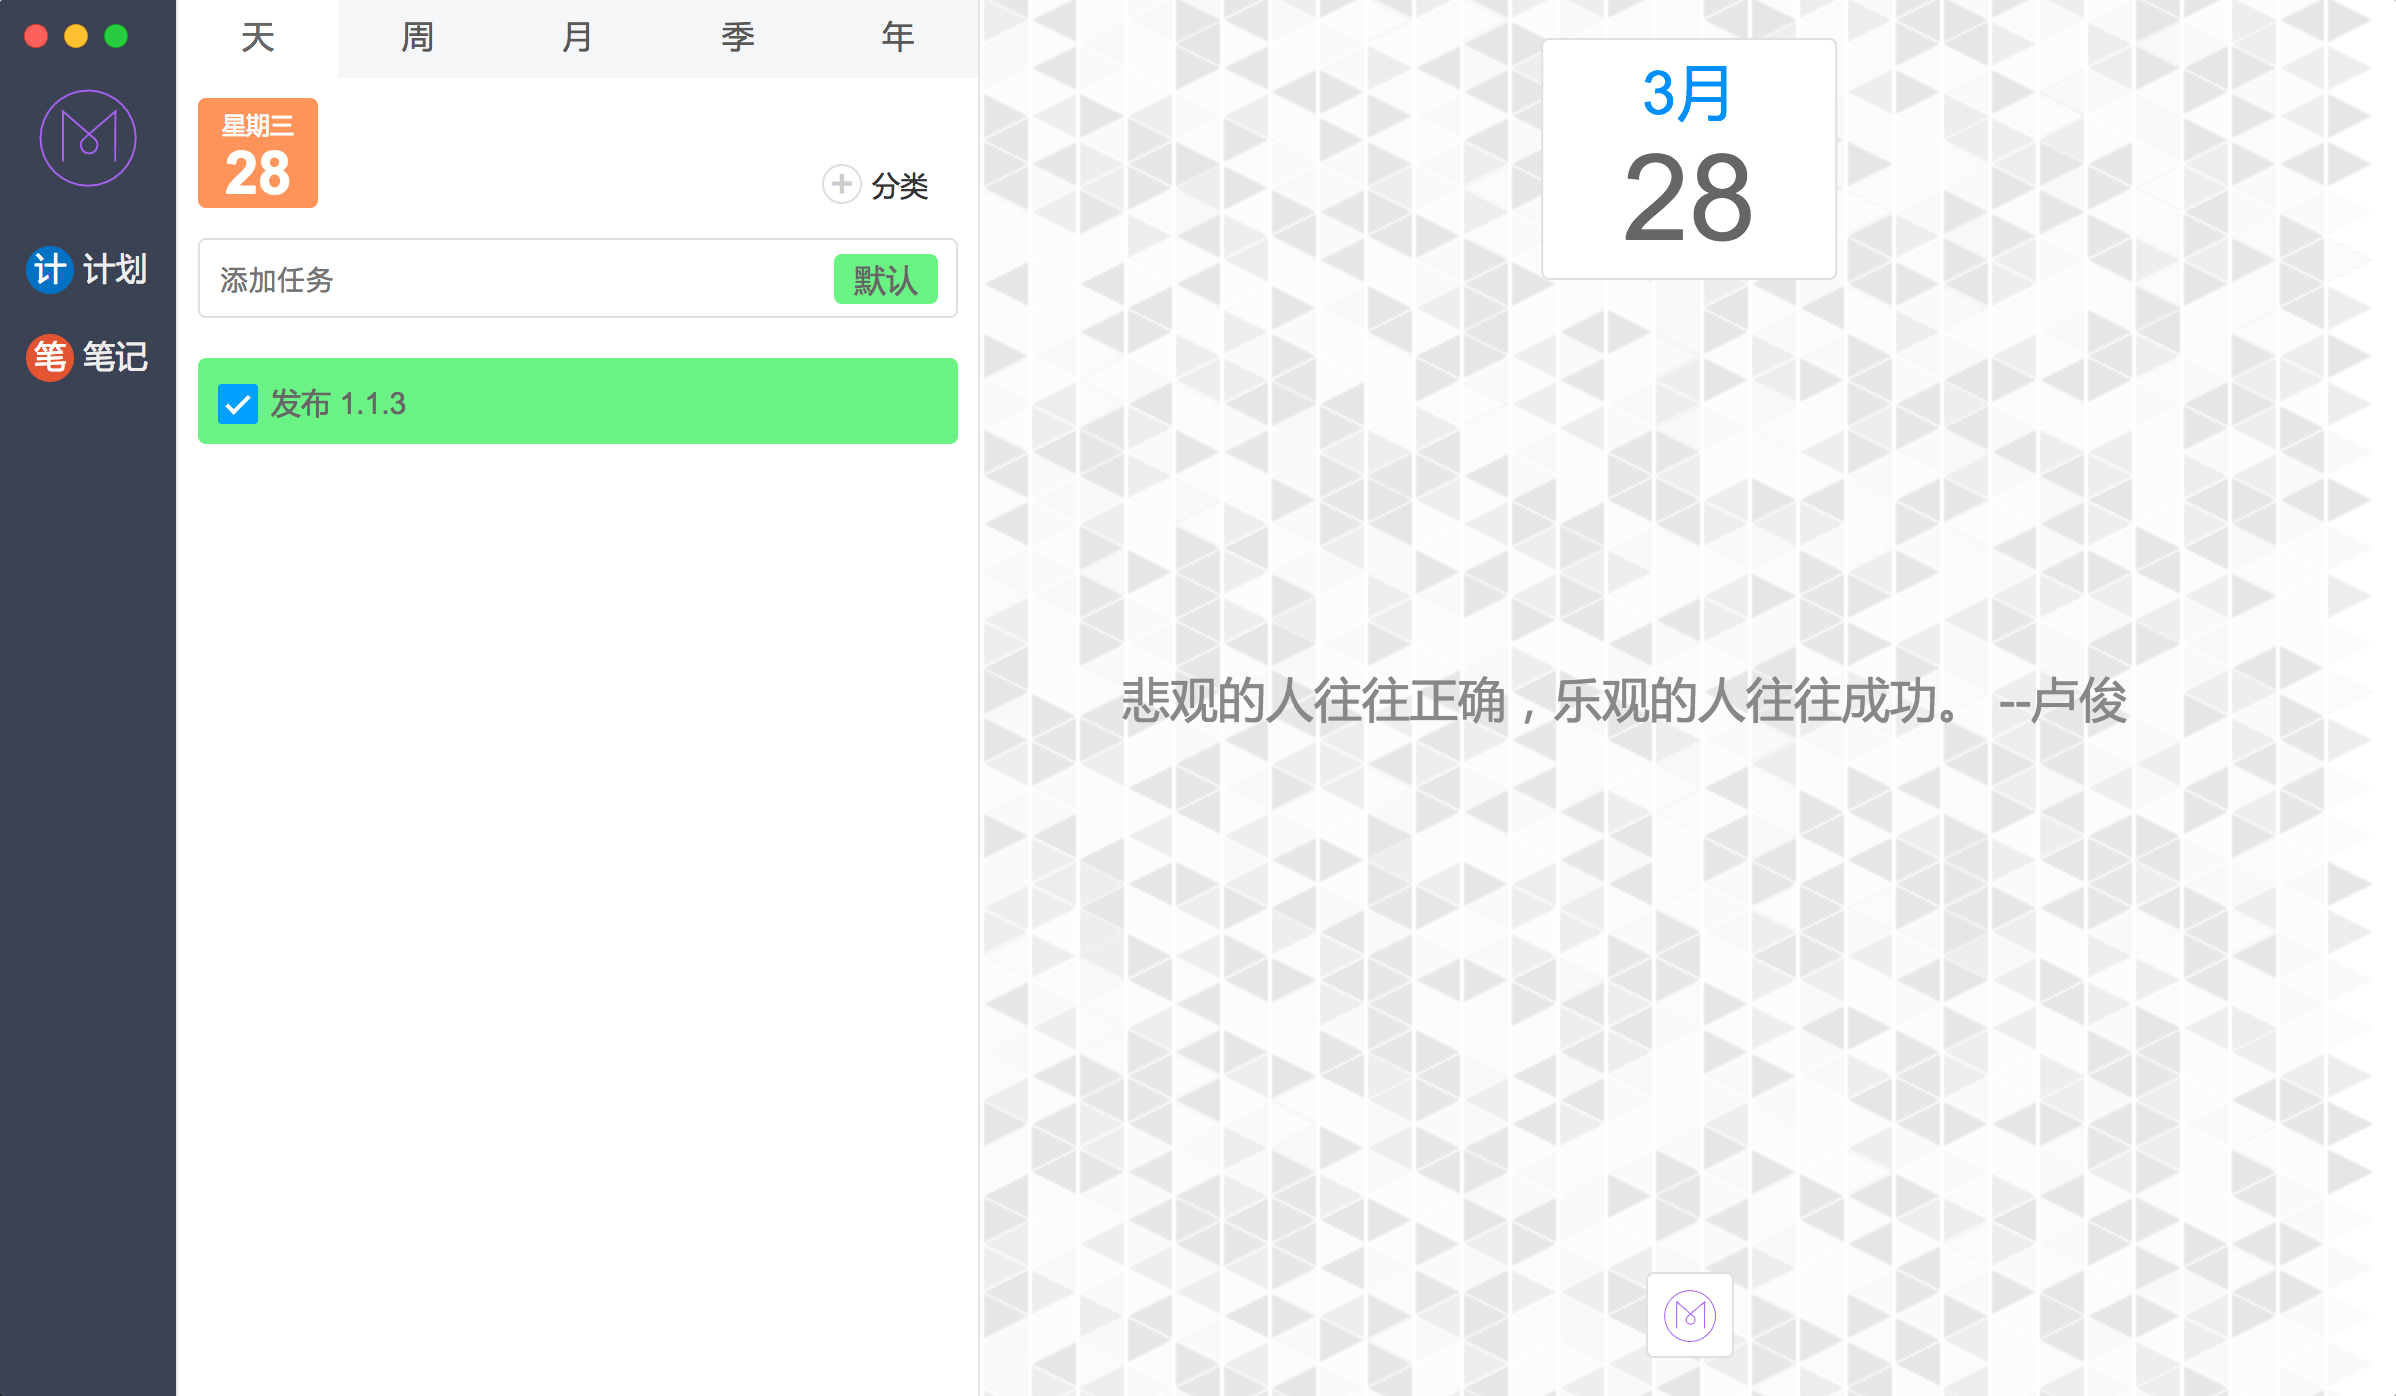 天 周 月 季 年
星期三
28
分类
计 计划
笔 笔记
添加任务 默认
发布 1.1.3
3月
28
悲观的人往往正确，乐观的人往往成功。 --卢俊